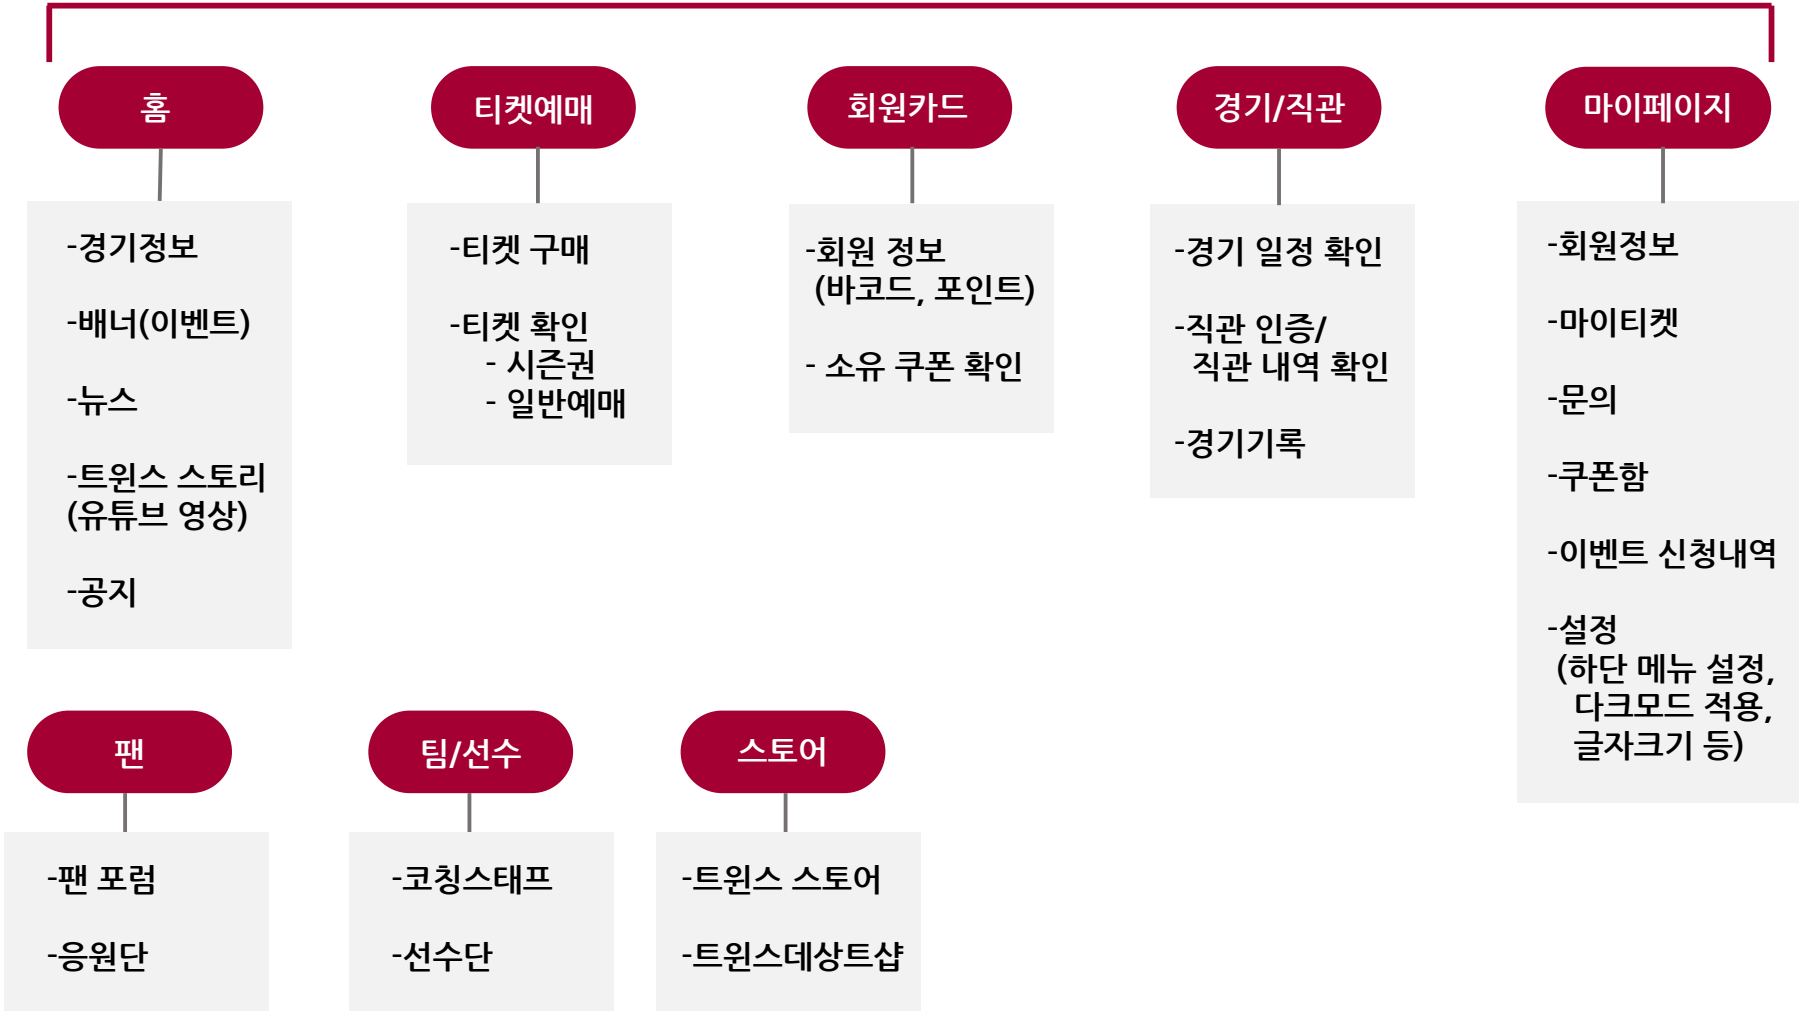 홈
-경기정보
-배너(이벤트)
-뉴스
-트윈스 스토리
(유튜브 영상)
-공지
티켓예매
-티켓 구매
-티켓 확인
- 시즌권
- 일반예매
회원카드
-회원 정보
(바코드, 포인트)
- 소유 쿠폰 확인
경기/직관
-경기 일정 확인
-직관 인증/
직관 내역 확인
-경기기록
마이페이지
-회원정보
-마이티켓
-문의
-쿠폰함
-이벤트 신청내역
-설정
(하단 메뉴 설정,
다크모드 적용,
글자크기 등)
팬
-팬 포럼
-응원단
팀/선수
-코칭스태프
-선수단
스토어
-트윈스 스토어
-트윈스데상트샵